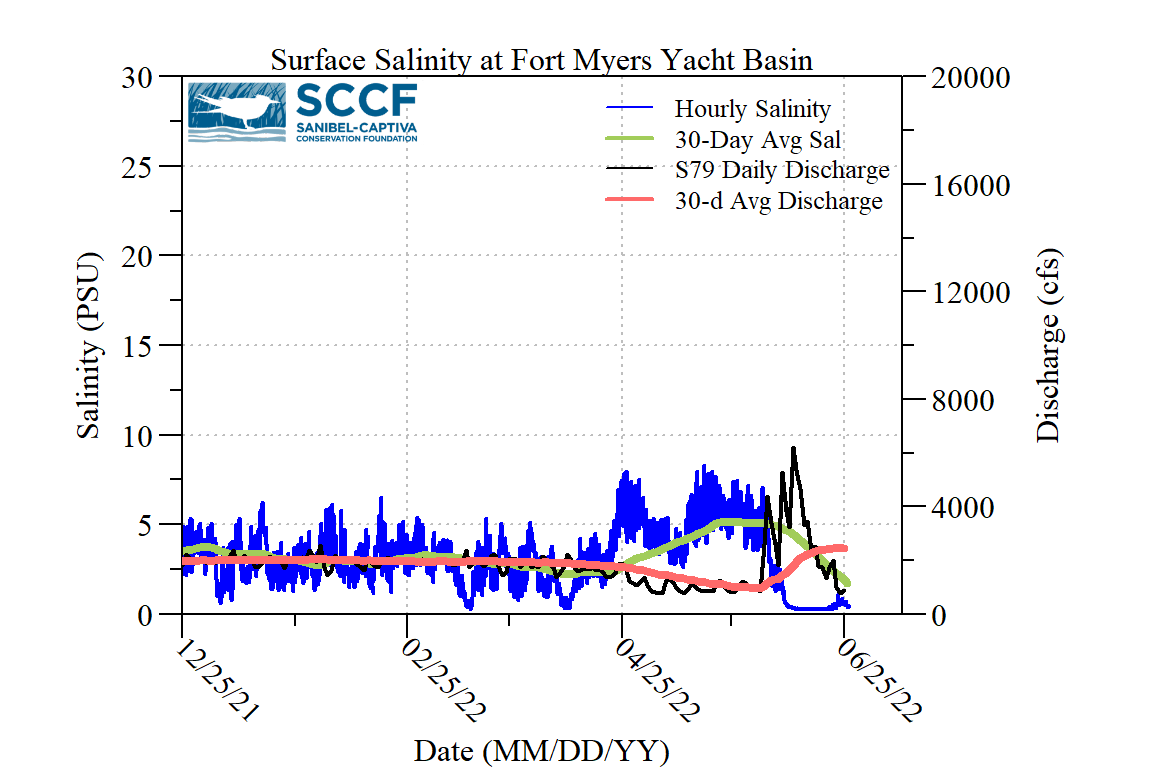 Surface Salinity at Fort Myers Yacht Basin
SCCF
SANIBEL-CAPTIVA
CONSERVATION FOUNDATION
Hourly Salinity
30-Day Avg Sal
S79 Daily Discharge
30-d Avg Discharge
Salinity (PSU)
30
25
20
15
10
5
0
20000
16000
12000
8000
4000
0
Discharge (cfs)
12/25/21
02/25/22
04/25/22
06/25/22
Date (MM/DD/YY)